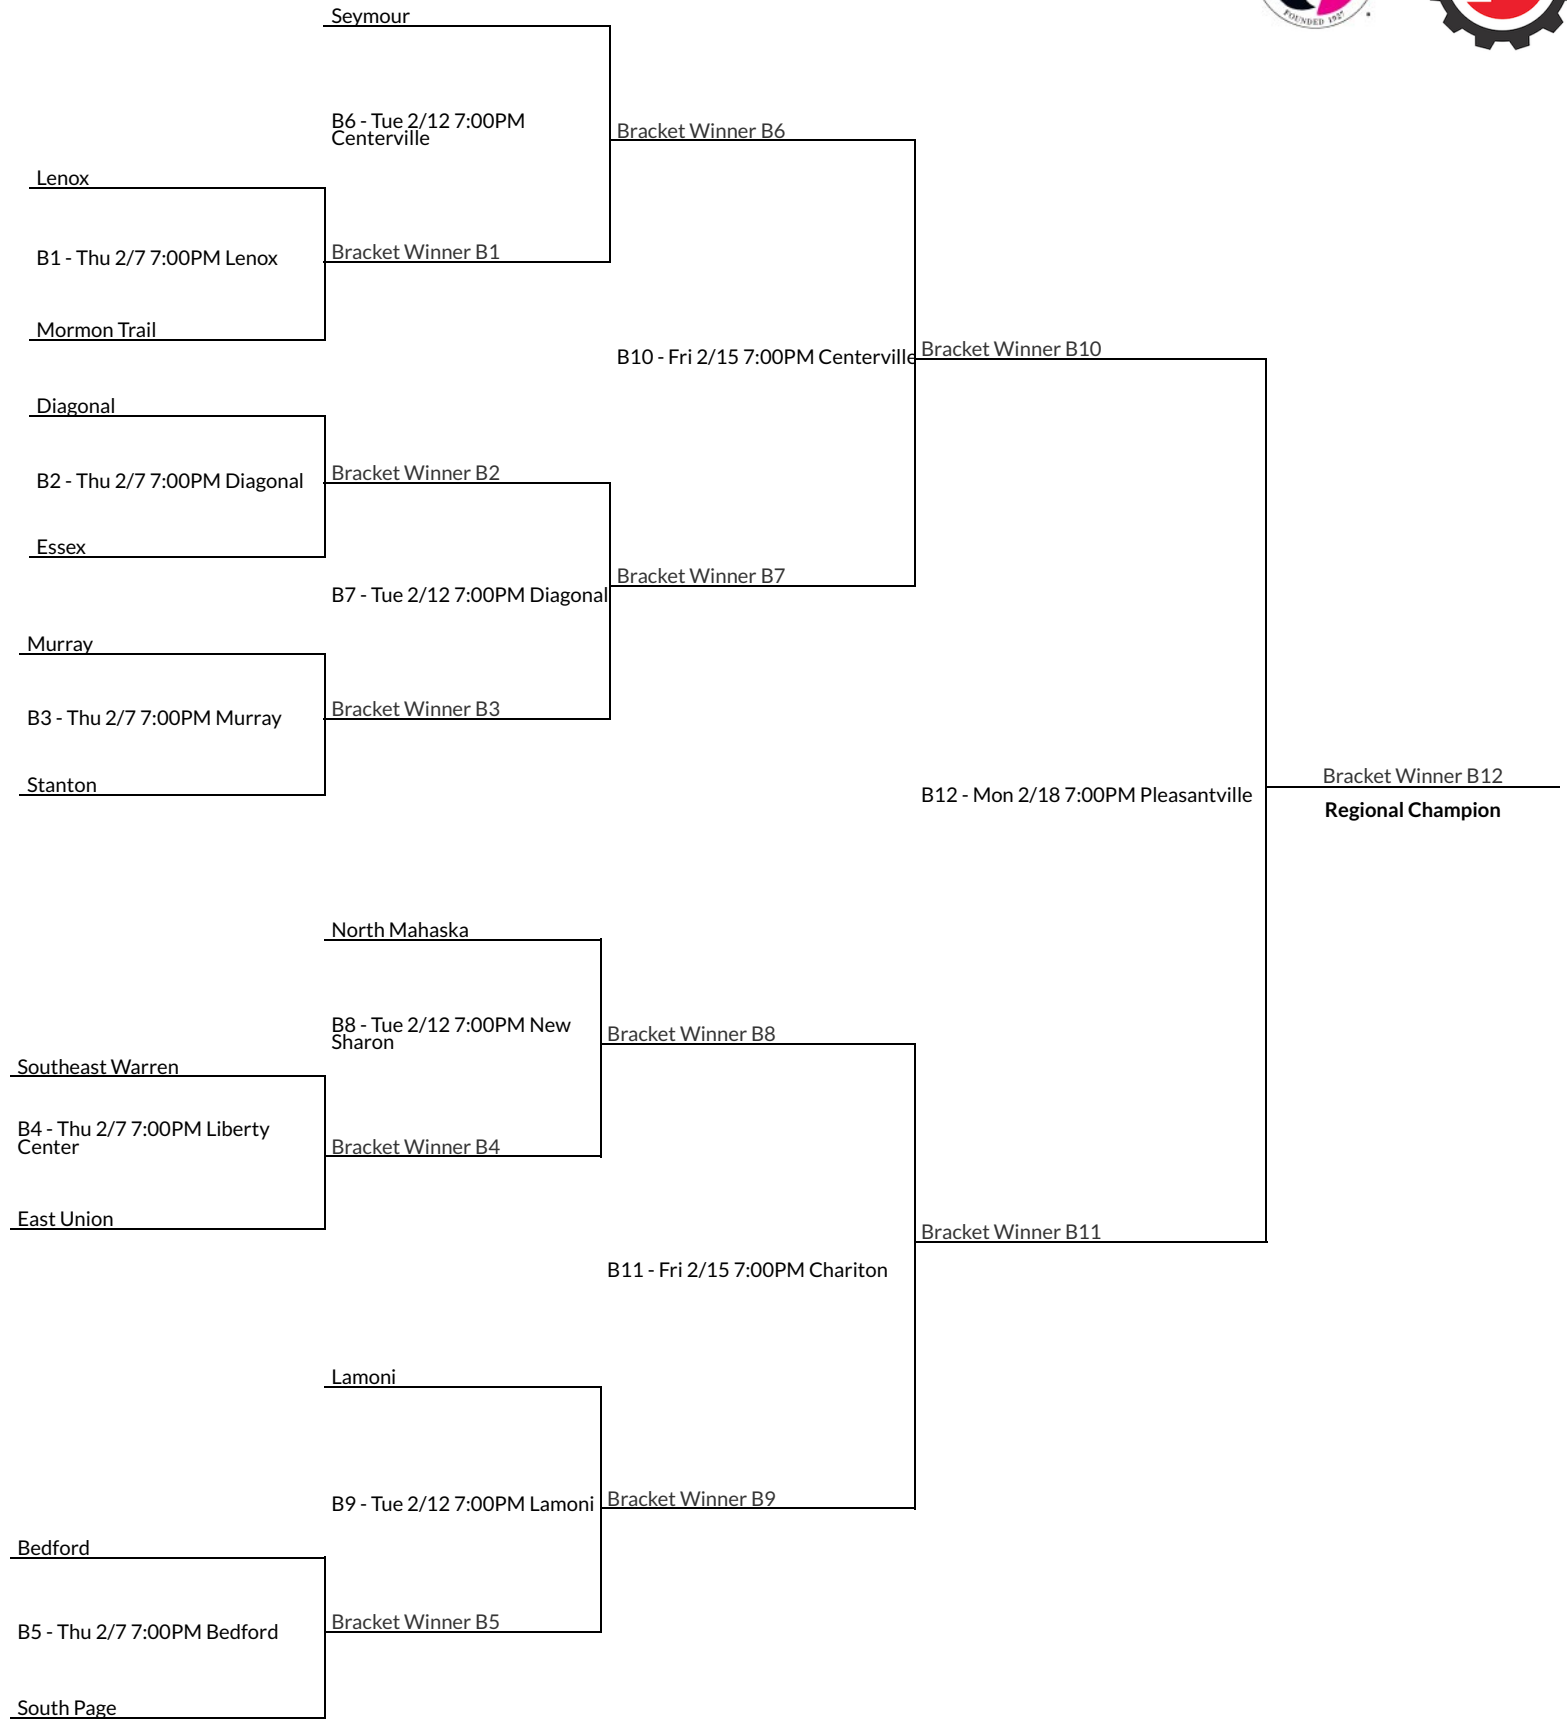 FOUNDED 1927
Seymour
B6 - Tue 2/12 7:00PM
Centerville
Bracket Winner B6
Lenox
B1 - Thu 2/7 7:00PM Lenox
Bracket Winner B1
Mormon Trail
B10 - Fri 2/15 7:00PM Centerville
Bracket Winner B10
Diagonal
B2 - Thu 2/7 7:00PM Diagonal
Bracket Winner B2
Essex
B7 - Tue 2/12 7:00PM Diagonal
Bracket Winner B7
Murray
B3 - Thu 2/7 7:00PM Murray
Bracket Winner B3
Stanton
B12 - Mon 2/18 7:00PM Pleasantville
Bracket Winner B12
Regional Champion
North Mahaska
B8 - Tue 2/12 7:00PM New
Sharon
Bracket Winner B8
Southeast Warren
B4 - Thu 2/7 7:00PM Liberty
Center
Bracket Winner B4
East Union
B11 - Fri 2/15 7:00PM Chariton
Bracket Winner B11
Lamoni
B9 - Tue 2/12 7:00PM Lamoni
Bracket Winner B9
Bedford
B5 - Thu 2/7 7:00PM Bedford
Bracket Winner B5
South Page